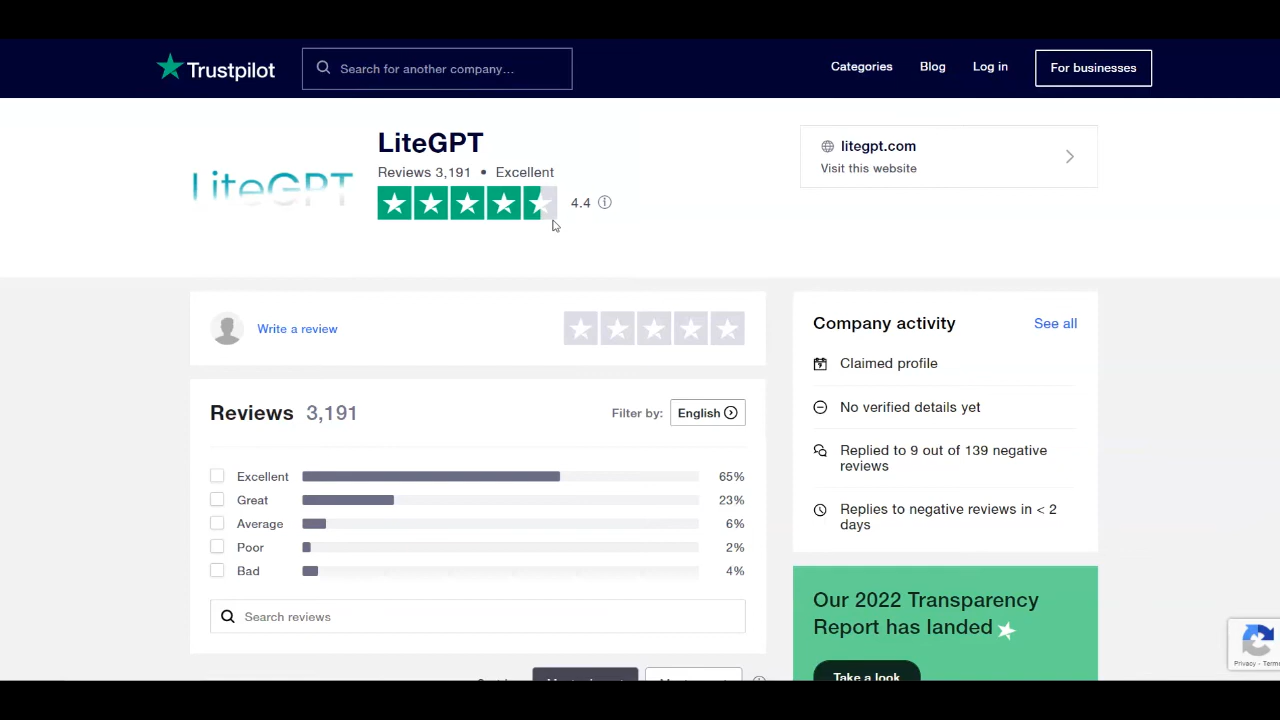 Trustpilot
Search for another company...
Categories
Blog
Log in
For businesses
LiteGPT
LiteGPT
Reviews 3,191 • Excellent
4.4
litegpt.com
Visit this website
Write a review
Reviews 3,191
Filter by: English
Excellent 65%
Great 23%
Average 6%
Poor 2%
Bad 4%
Search reviews
Company activity
See all
Claimed profile
No verified details yet
Replied to 9 out of 139 negative
reviews
Replies to negative reviews in < 2
days
Our 2022 Transparency
Report has landed
Take a look
Privacy - Terms